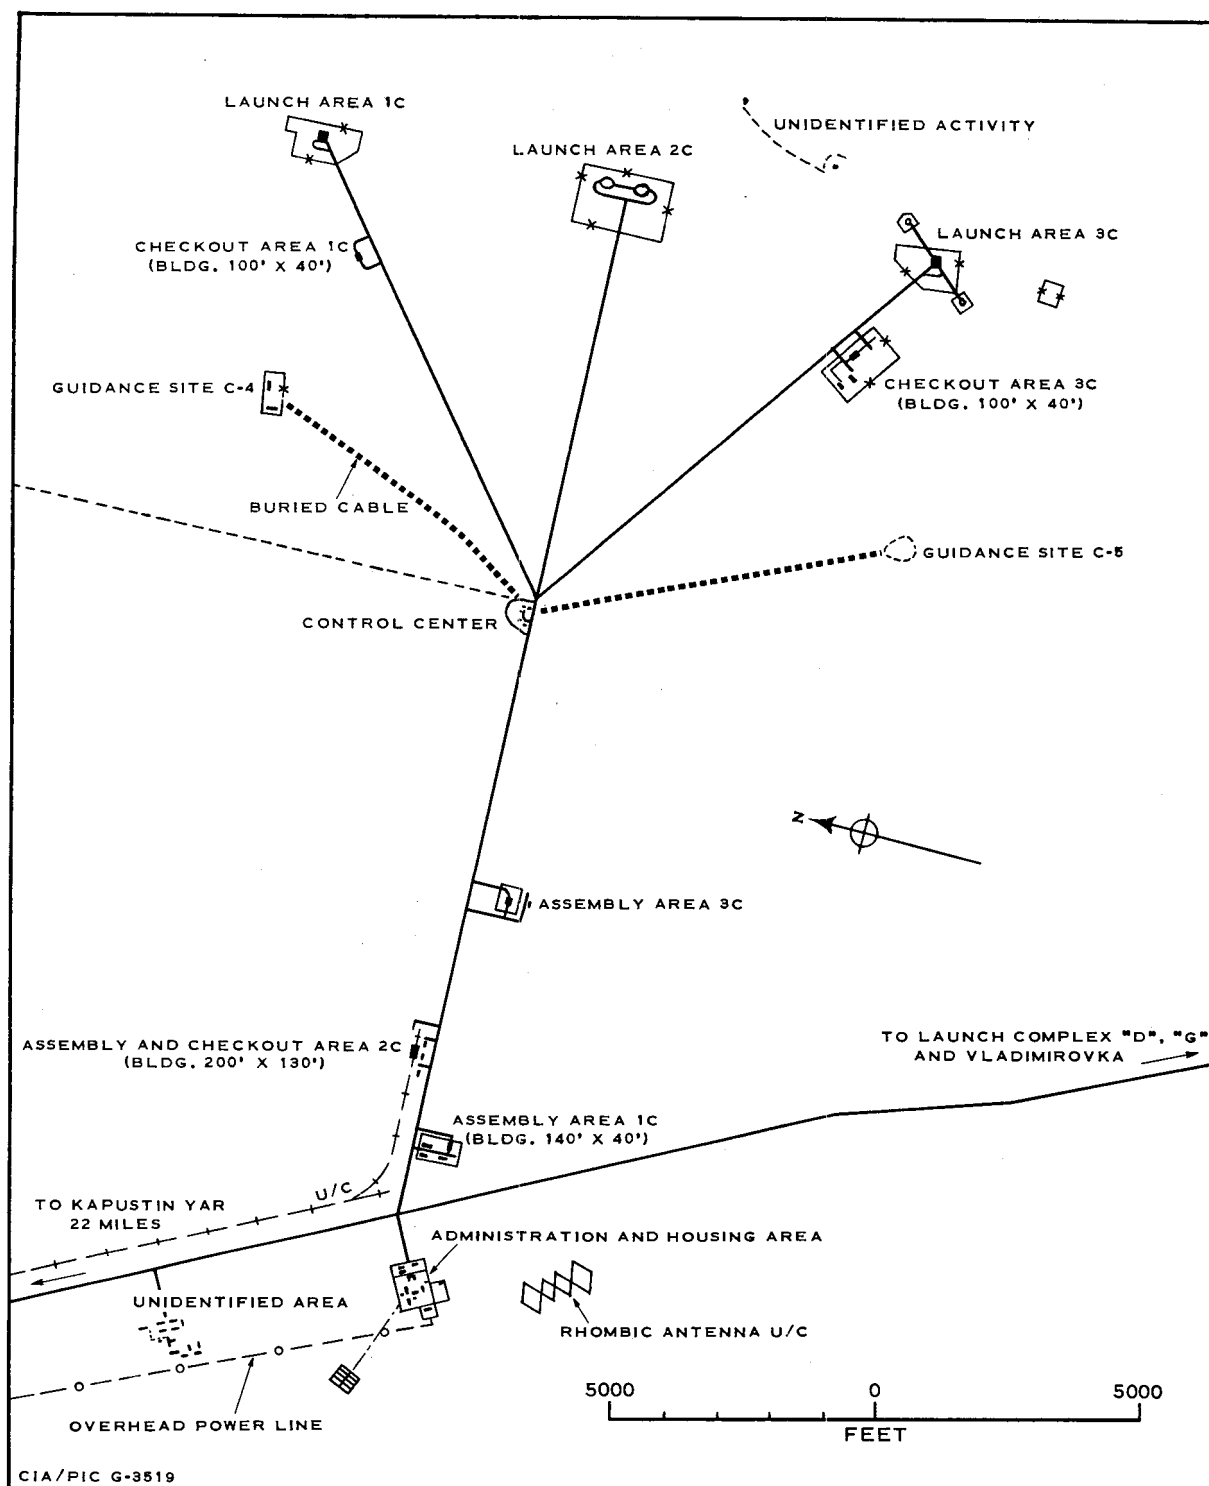 LAUNCH AREA 1C
UNIDENTIFIED ACTIVITY
LAUNCH AREA 2C
LAUNCH AREA 3C
CHECKOUT AREA 1C
(BLDG. 100' X 40')
GUIDANCE SITE C-4
CHECKOUT AREA 3C
(BLDG. 100' X 40')
BURIED CABLE
GUIDANCE SITE C-5
CONTROL CENTER
N
ASSEMBLY AREA 3C
TO LAUNCH COMPLEX "D", "G"
AND VLADIMIROVKA
ASSEMBLY AND CHECKOUT AREA 2C
(BLDG. 200' X 130')
ASSEMBLY AREA 1C
(BLDG. 140' X 40')
U/C
TO KAPUSTIN YAR
22 MILES
ADMINISTRATION AND HOUSING AREA
UNIDENTIFIED AREA
RHOMBIC ANTENNA U/C
5000 0 5000
FEET
OVERHEAD POWER LINE
CIA/PIC G-3519